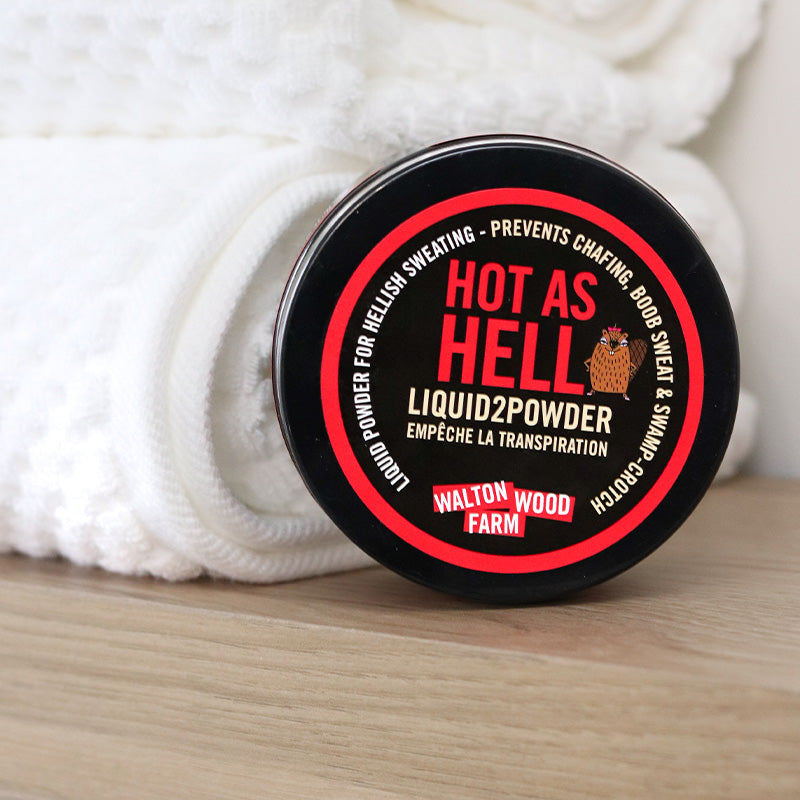 LIQUID POWDER FOR HELLISH SWEATING - PREVENTS CHAFING, BOOB SWEAT & SWAMP-CROTCH
HOT AS
HELL
LIQUID2POWDER
EMPÊCHE LA TRANSPIRATION
WALTON WOOD
FARM